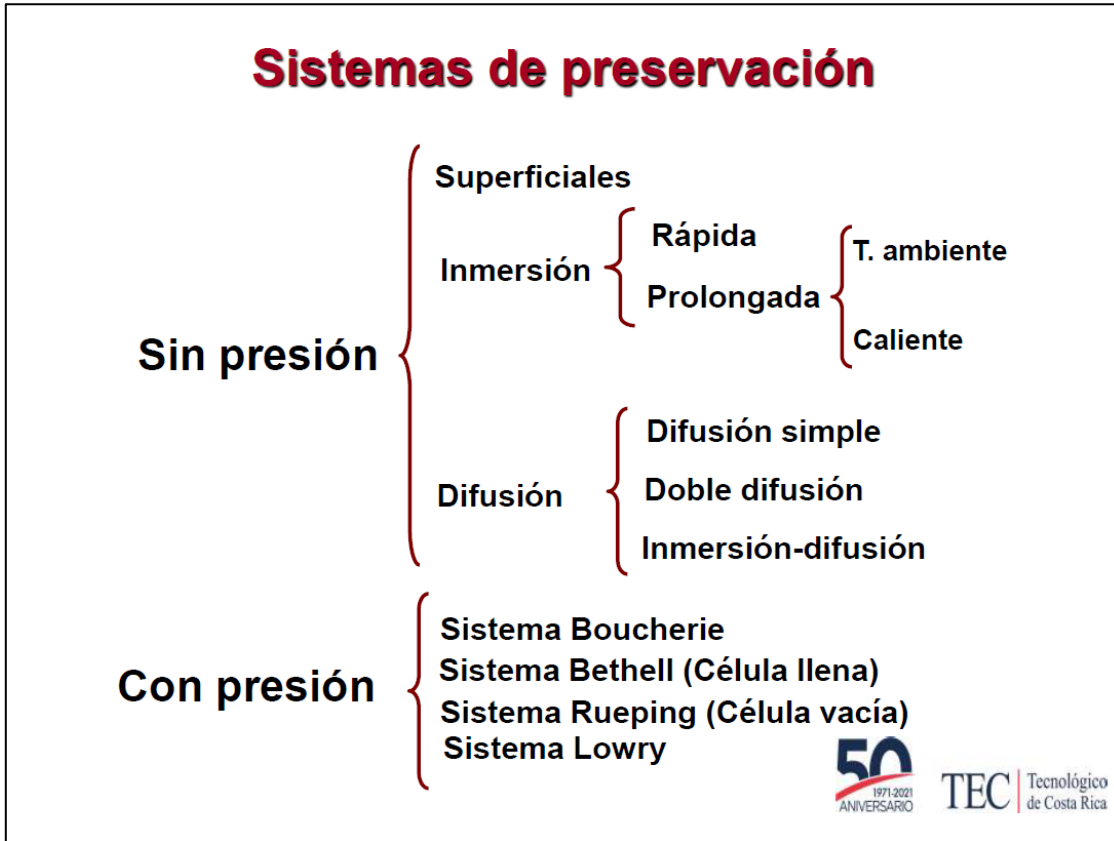 Sistemas de preservación
Sin presión
Superficiales
Inmersión
Rápida
Prolongada
T. ambiente
Caliente
Difusión
Difusión simple
Doble difusión
Inmersión-difusión
Con presión
Sistema Boucherie
Sistema Bethell (Célula llena)
Sistema Rueping (Célula vacía)
Sistema Lowry
50
1971-2021
ANIVERSARIO
TEC
Tecnológico
de Costa Rica